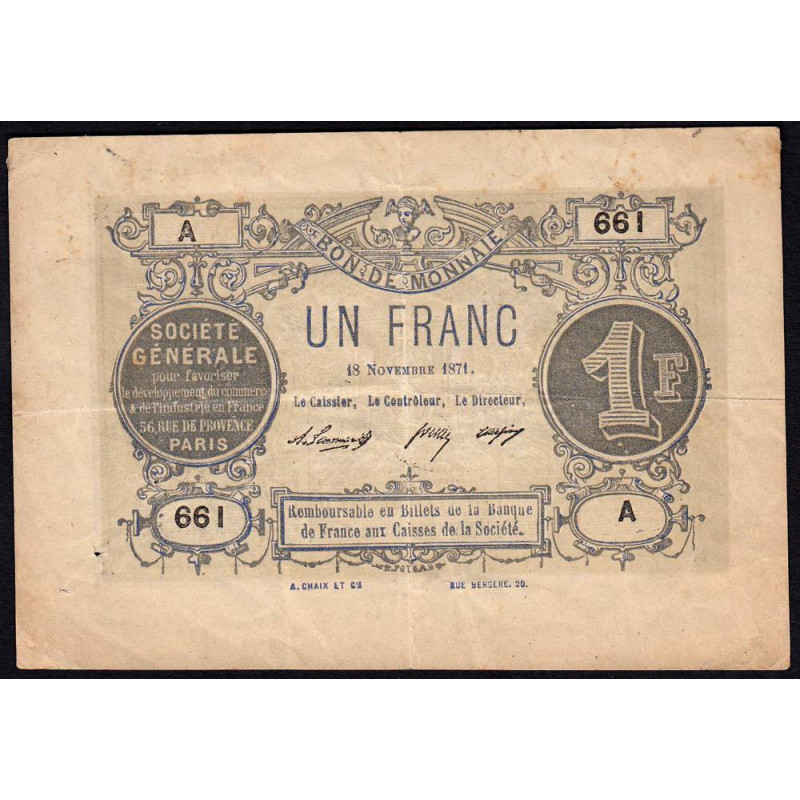 A
661
BON DE MONNAIE
UN FRANC
18 NOVEMBRE 1871.
Le Caissier, Le Contrôleur, Le Directeur,
SOCIÉTÉ
GÉNÉRALE
pour favoriser
le développement du commerce
& de l'industrie en France
56, RUE DE PROVENCE
PARIS
1F
661
Remboursable en Billets de la Banque
de France aux Caisses de la Société.
A
A. CHAIX ET Cie RUE BERGERE, 20.